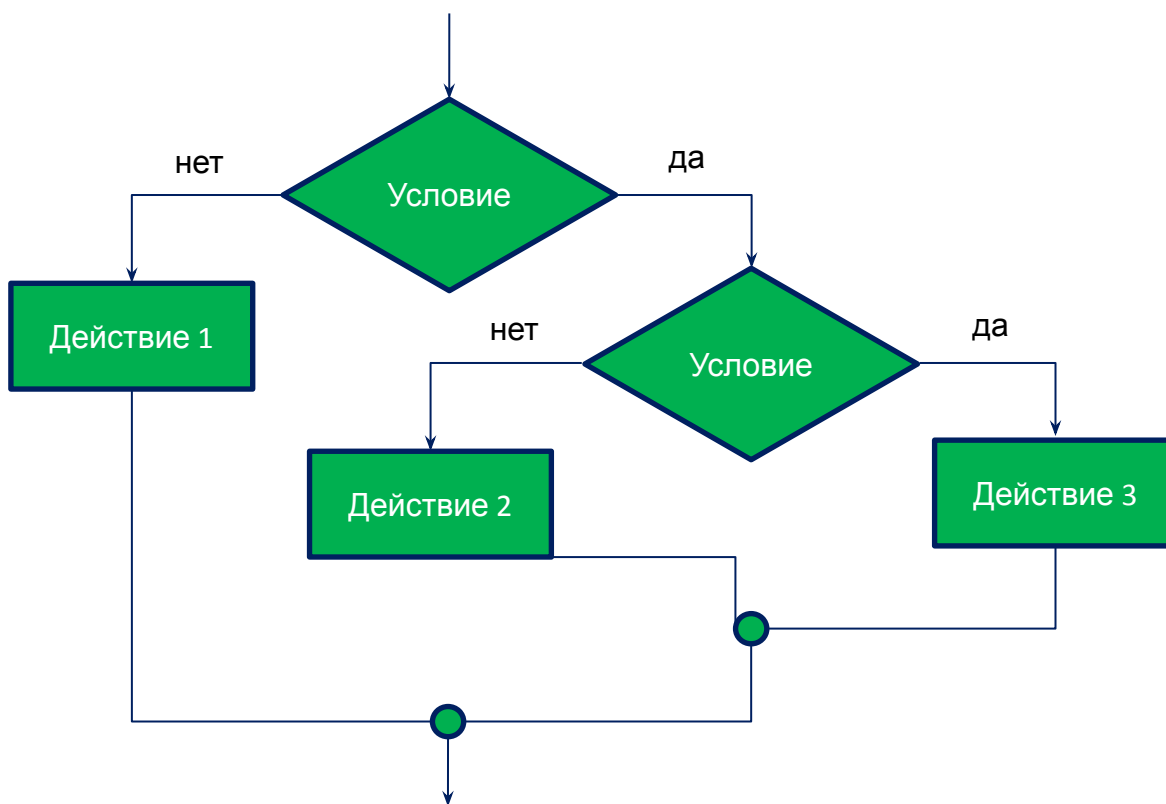 нет
да
Условие
Действие 1
нет
да
Условие
Действие 2
Действие 3